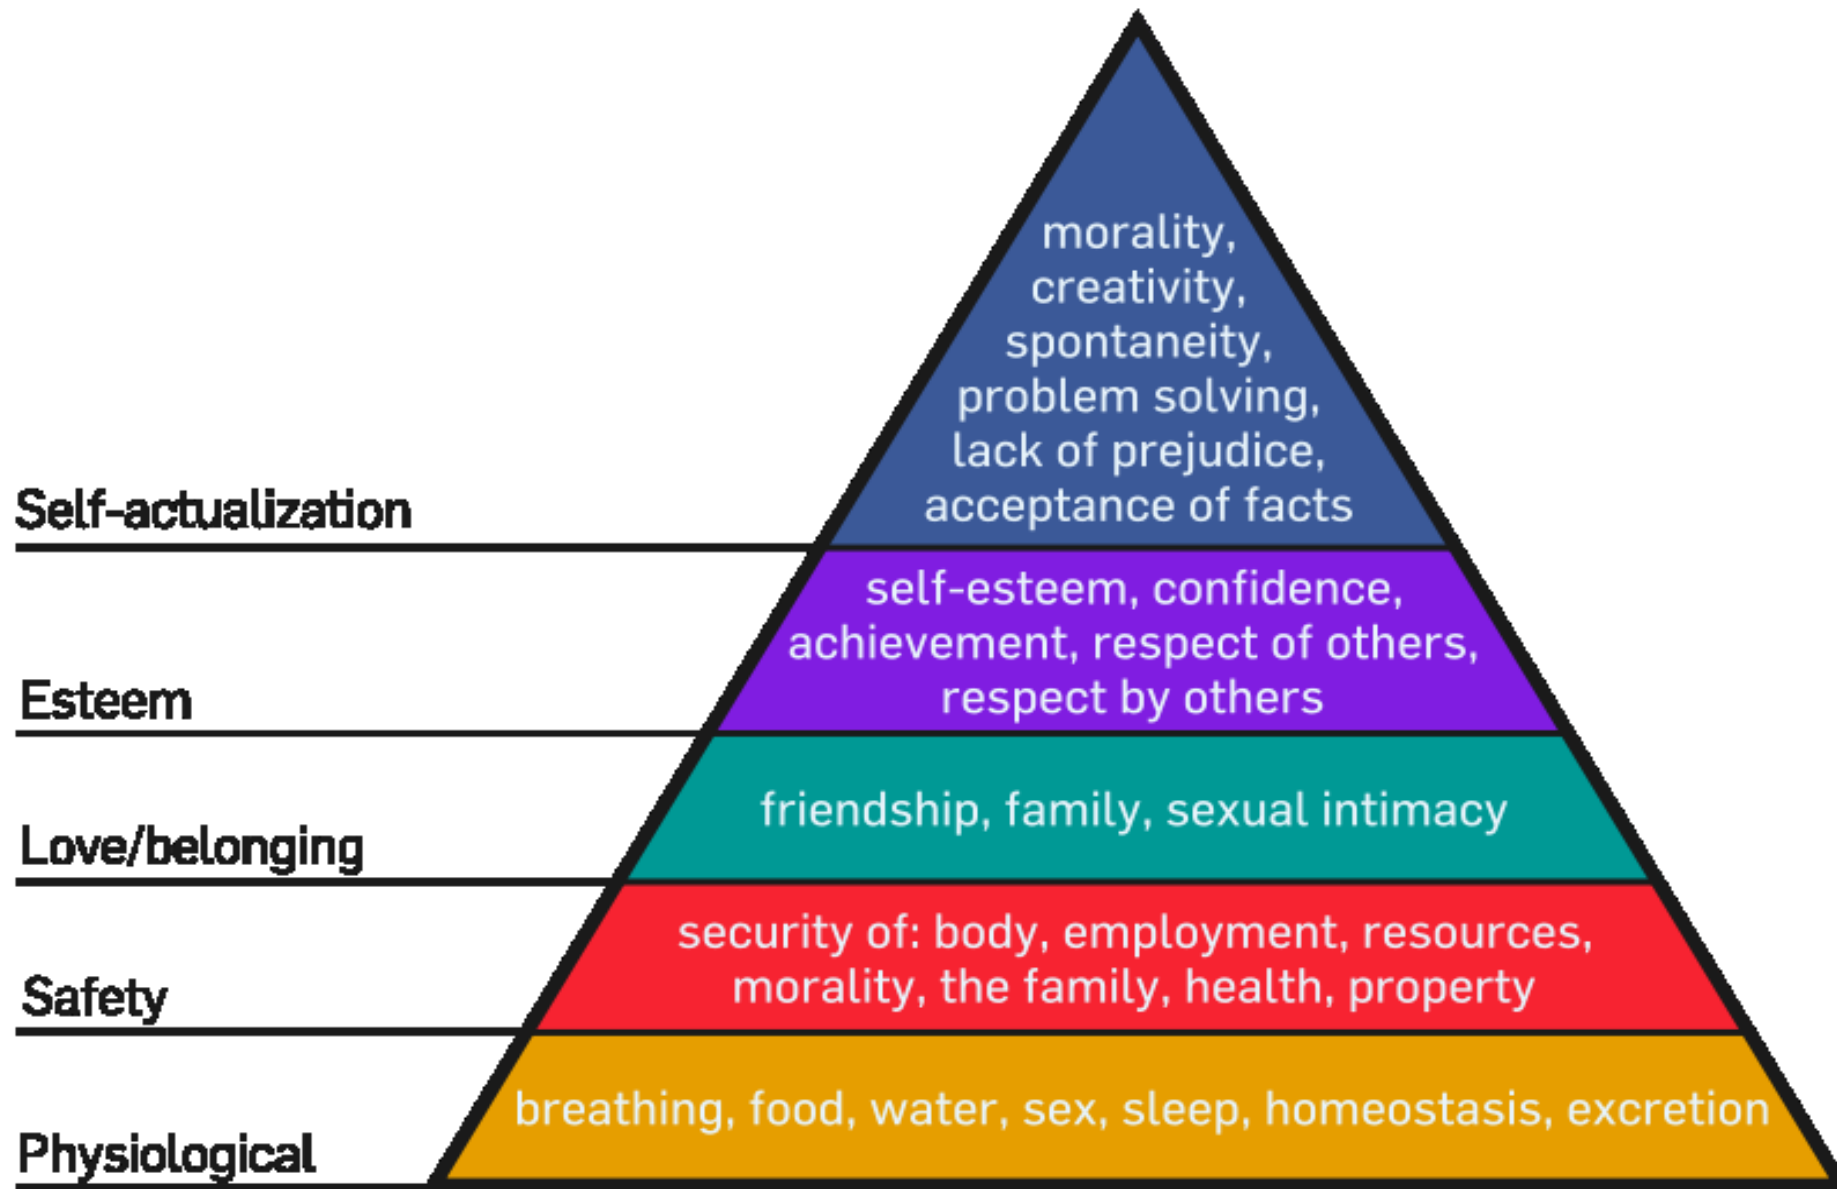 morality,
creativity,
spontaneity,
problem solving,
lack of prejudice,
acceptance of facts
Self-actualization
self-esteem, confidence,
achievement, respect of others,
respect by others
Esteem
friendship, family, sexual intimacy
Love/belonging
security of: body, employment, resources,
morality, the family, health, property
Safety
breathing, food, water, sex, sleep, homeostasis, excretion
Physiological